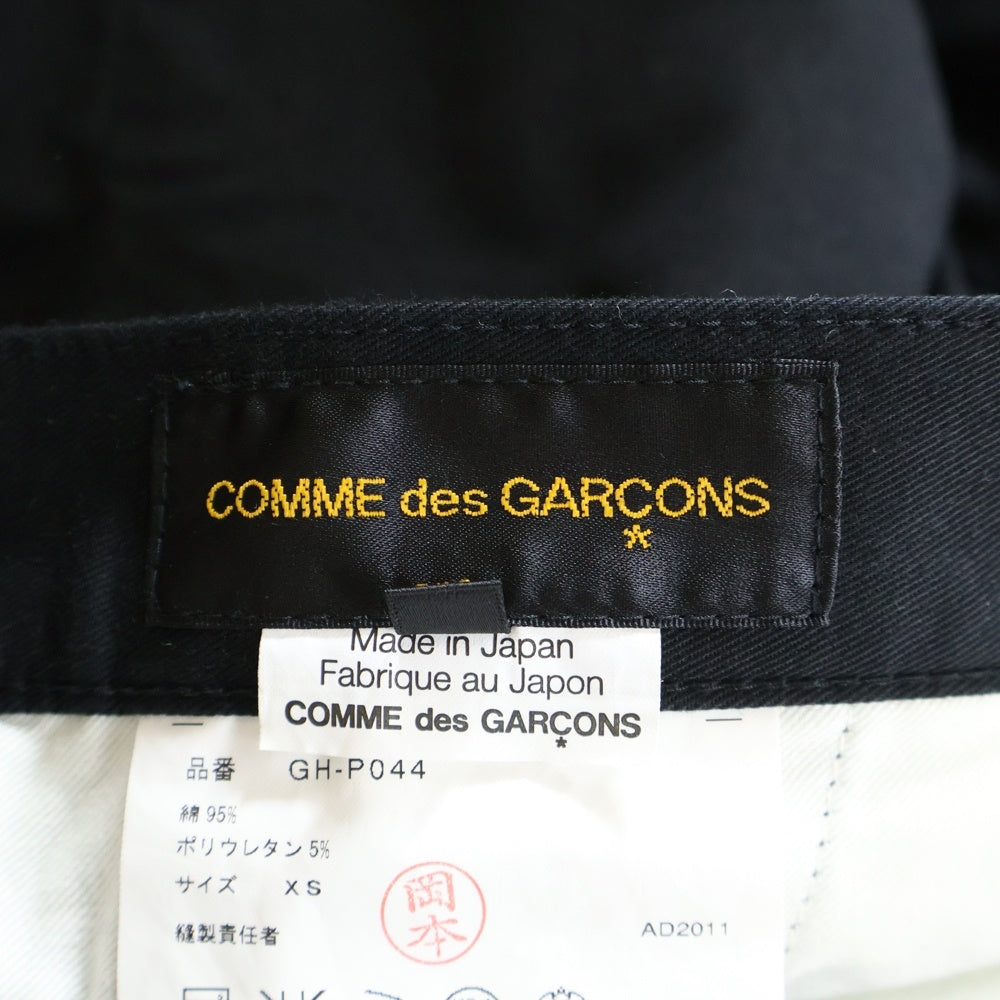 COMME des GARÇONS
*
Made in Japan
Fabrique au Japon
COMME des GARÇONS
*
品番 GH-P044
綿 95%
ポリウレタン 5%
サイズ XS
縫製責任者
岡本
AD2011